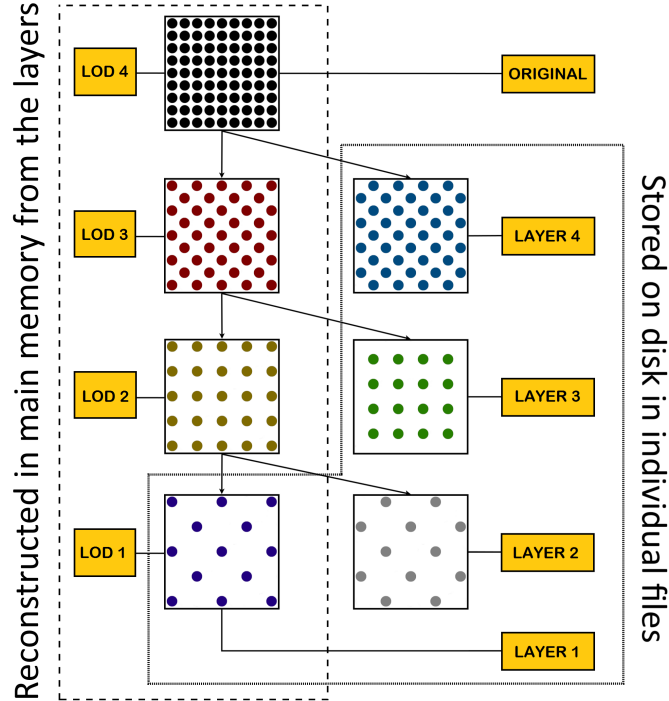 Reconstructed in main memory from the layers
LOD 4
ORIGINAL
LOD 3
LAYER 4
LOD 2
LAYER 3
LOD 1
LAYER 2
LAYER 1
Stored on disk in individual files